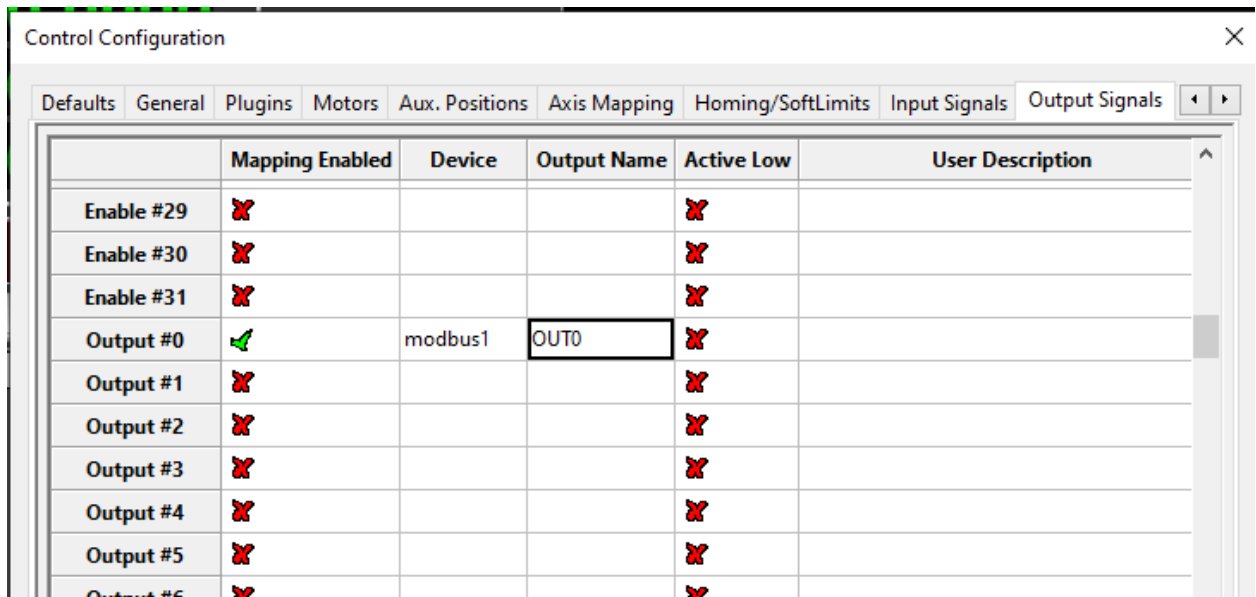 Control Configuration
Defaults General Plugins Motors Aux. Positions Axis Mapping Homing/SoftLimits Input Signals Output Signals
Mapping Enabled Device Output Name Active Low User Description
Enable #29
Enable #30
Enable #31
Output #0 modbus1 OUT0
Output #1
Output #2
Output #3
Output #4
Output #5
Output #6